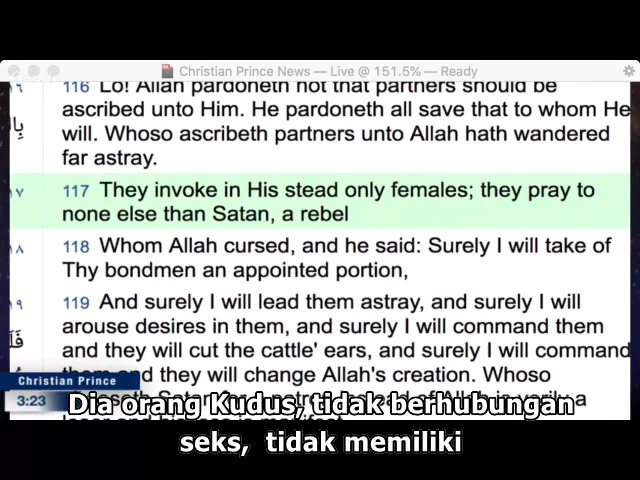 Christian Prince News — Live @ 151.5% — Ready
116 Lo! Allah pardoneth not that partners should be
ascribed unto Him. He pardoneth all save that to whom He
will. Whoso ascribeth partners unto Allah hath wandered
far astray.
117 They invoke in His stead only females; they pray to
none else than Satan, a rebel
118 Whom Allah cursed, and he said: Surely I will take of
Thy bondmen an appointed portion,
119 And surely I will lead them astray, and surely I will
arouse desires in them, and surely I will command them
and they will cut the cattle' ears, and surely I will command
and they will change Allah's creation. Whoso
Christian Prince
3:23
Dia orang Kudus, tidak berhubungan
seks, tidak memiliki